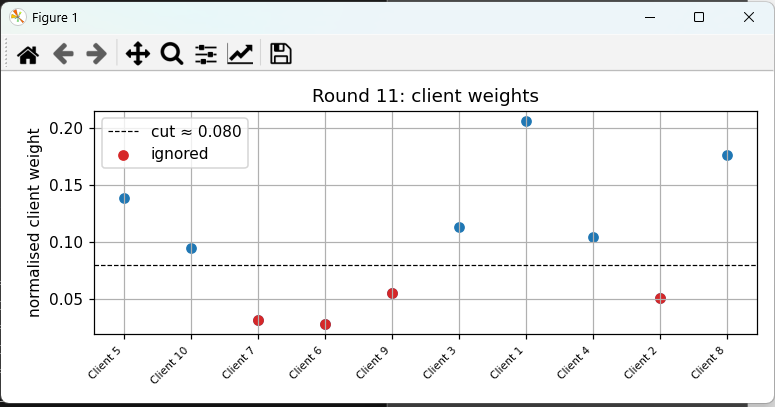 Figure 1
Round 11: client weights
cut ≈ 0.080
ignored
normalised client weight
0.20
0.15
0.10
0.05
Client 5
Client 10
Client 7
Client 6
Client 9
Client 3
Client 1
Client 4
Client 2
Client 8